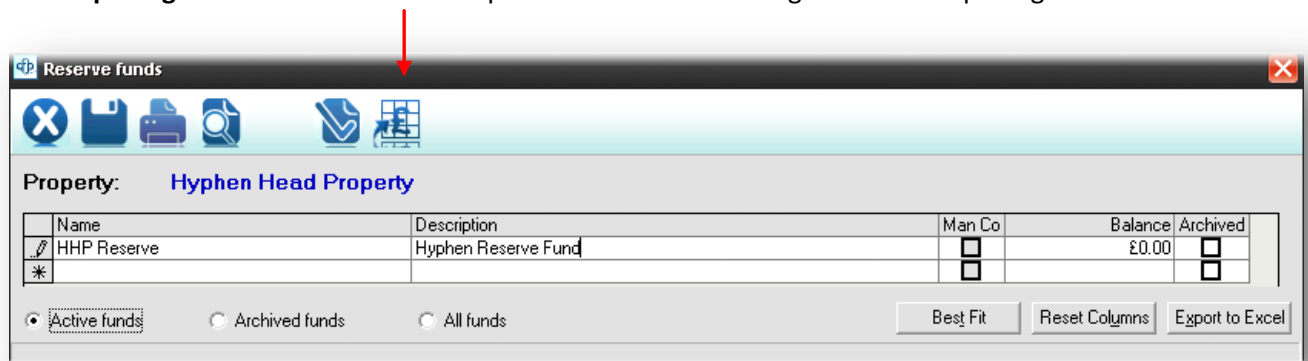 Reserve funds
Property: Hyphen Head Property
Name Description Man Co Balance Archived
HHP Reserve Hyphen Reserve Fund £0.00
Active funds Archived funds All funds Best Fit Reset Columns Export to Excel